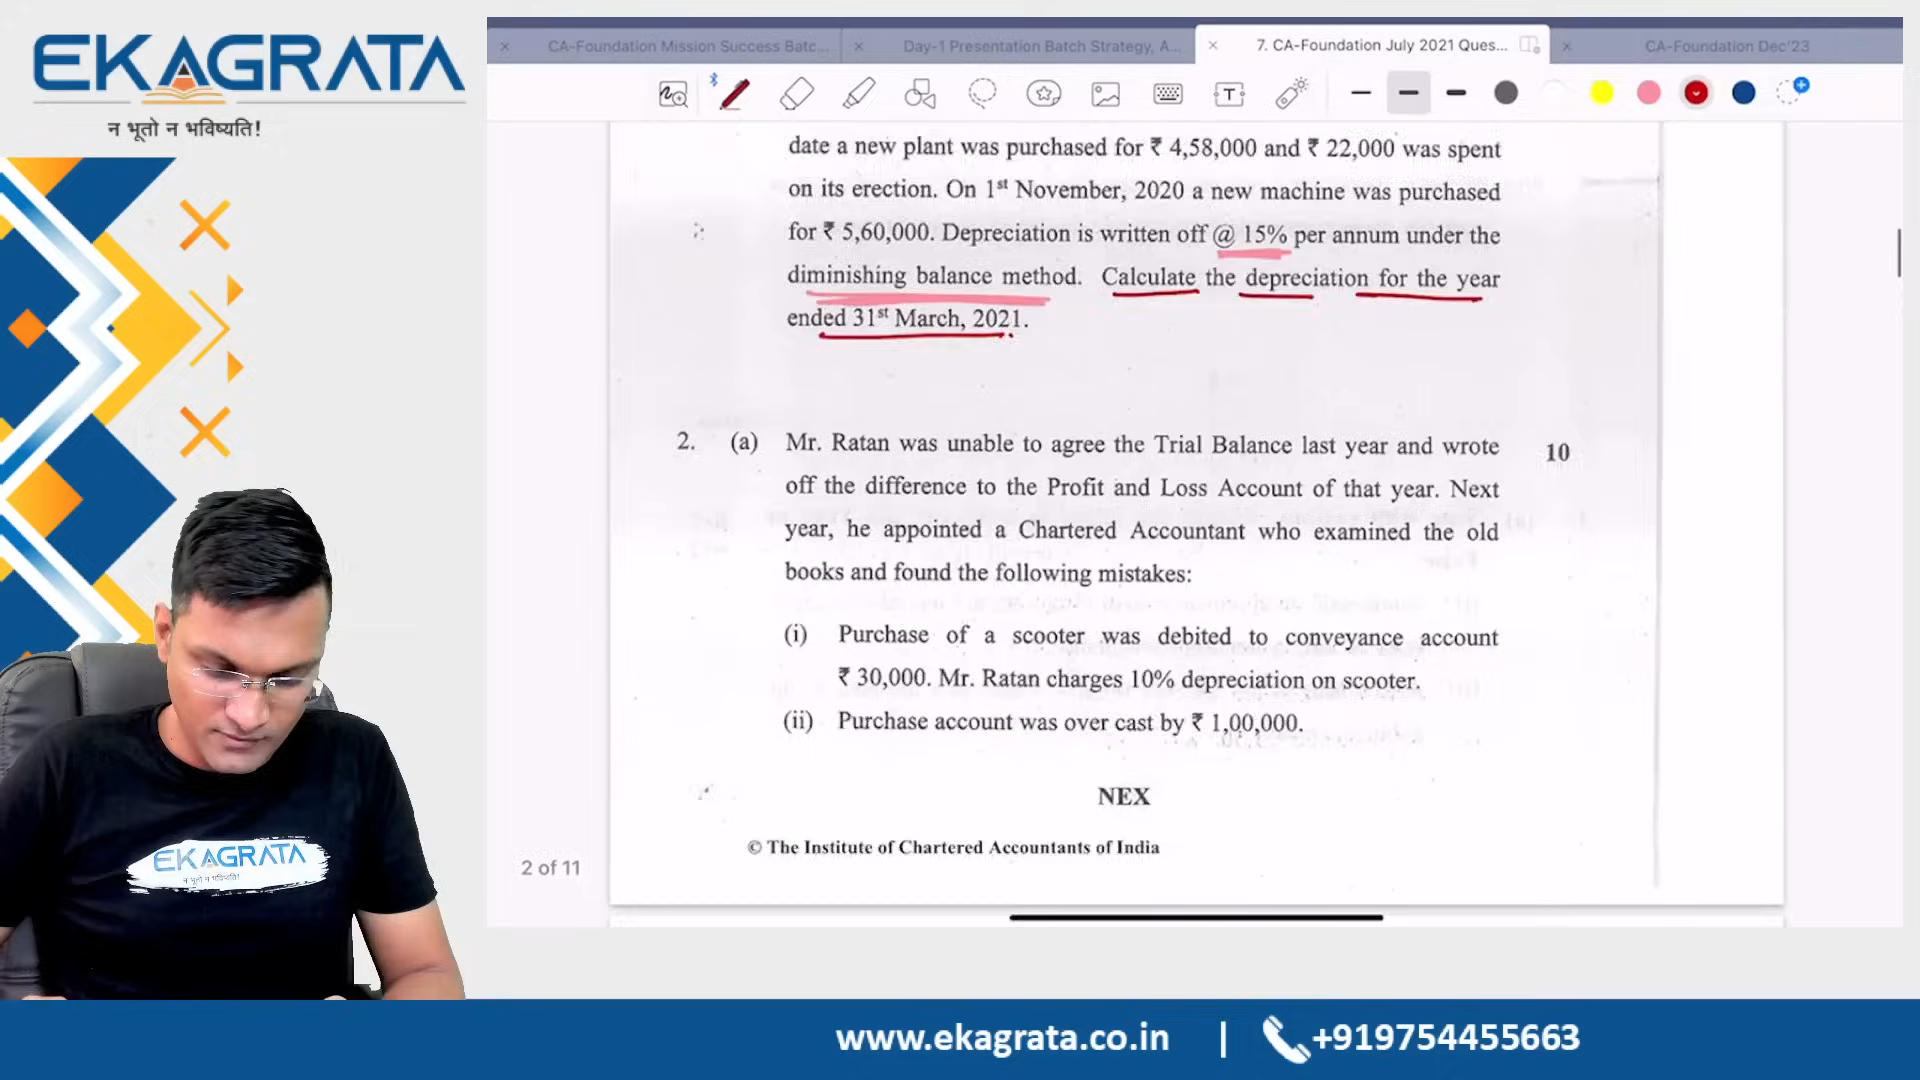 EKAGRATA
न भूतो न भविष्यति!
CA-Foundation Mission Success Batc...
Day-1 Presentation Batch Strategy, A...
7. CA-Foundation July 2021 Ques...
CA-Foundation Dec'23
date a new plant was purchased for ₹ 4,58,000 and ₹ 22,000 was spent
on its erection. On 1st November, 2020 a new machine was purchased
for ₹ 5,60,000. Depreciation is written off @ 15% per annum under the
diminishing balance method. Calculate the depreciation for the year
ended 31st March, 2021.
2. (a) Mr. Ratan was unable to agree the Trial Balance last year and wrote 10
off the difference to the Profit and Loss Account of that year. Next
year, he appointed a Chartered Accountant who examined the old
books and found the following mistakes:
(i) Purchase of a scooter was debited to conveyance account
₹ 30,000. Mr. Ratan charges 10% depreciation on scooter.
(ii) Purchase account was over cast by ₹ 1,00,000.
NEX
© The Institute of Chartered Accountants of India
2 of 11
EKAGRATA
न भूतो न भविष्यति!
www.ekagrata.co.in | +919754455663